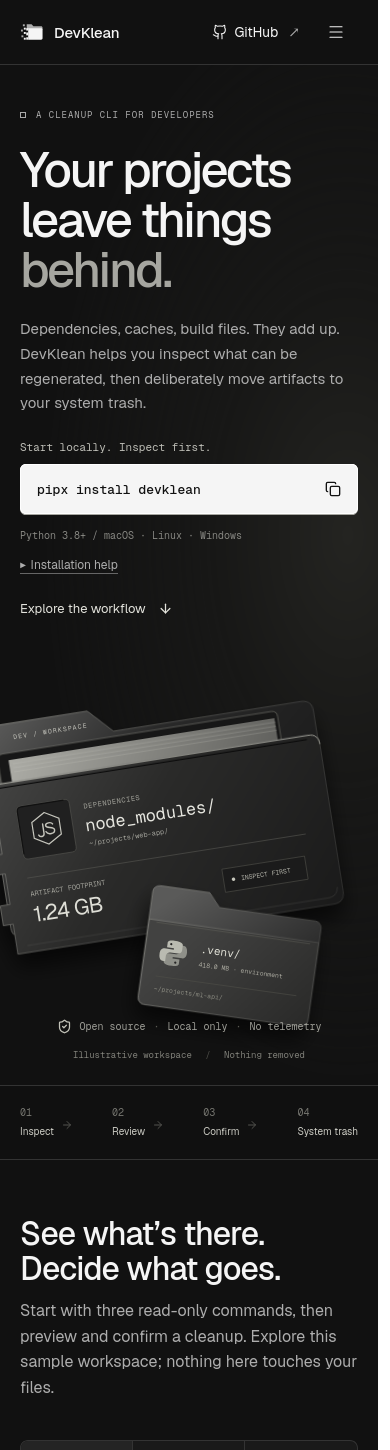 DevKlean
GitHub ↗
A CLEANUP CLI FOR DEVELOPERS
Your projects
leave things
behind.
Dependencies, caches, build files. They add up.
DevKlean helps you inspect what can be
regenerated, then deliberately move artifacts to
your system trash.
Start locally. Inspect first.
pipx install devklean
Python 3.8+ / macOS · Linux · Windows
▸ Installation help
Explore the workflow ↓
DEV / WORKSPACE
DEPENDENCIES
JS
node_modules/
~/projects/web-app/
ARTIFACT FOOTPRINT
1.24 GB
● INSPECT FIRST
.venv/
418.0 MB · environment
~/projects/ml-api/
Open source · Local only · No telemetry
Illustrative workspace / Nothing removed
01 02 03 04
Inspect → Review → Confirm → System trash
See what’s there.
Decide what goes.
Start with three read-only commands, then
preview and confirm a cleanup. Explore this
sample workspace; nothing here touches your
files.